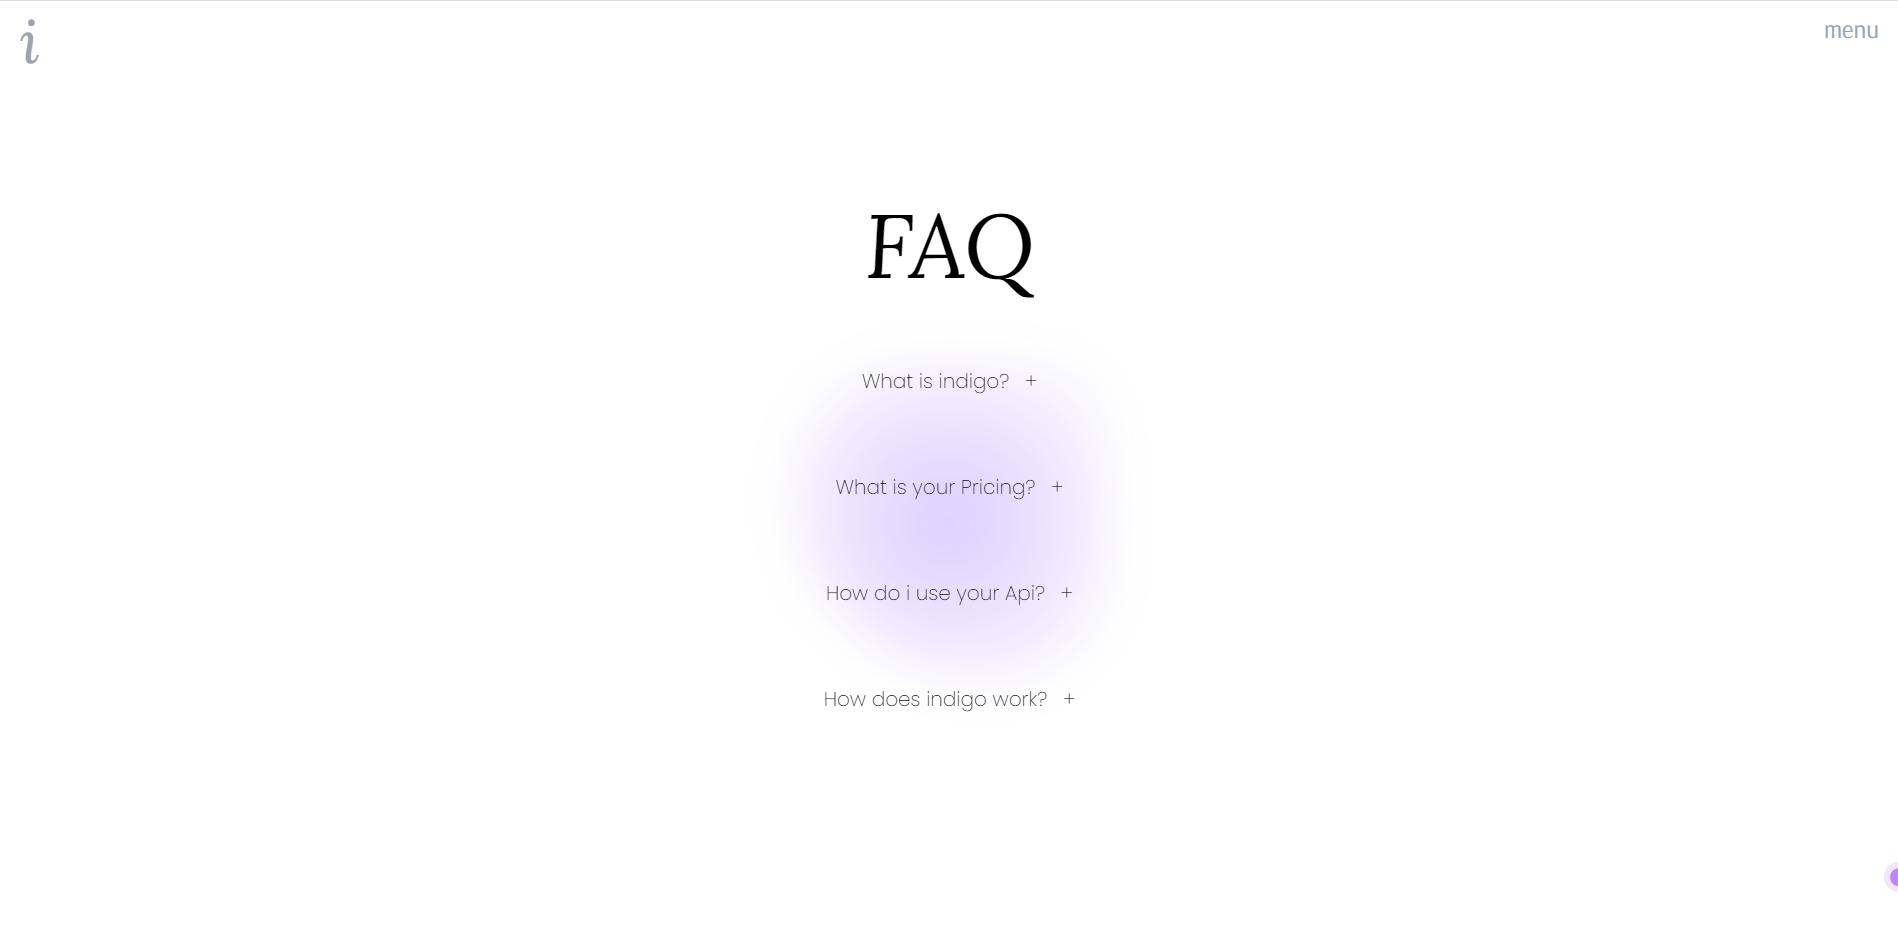 i
menu
FAQ
What is indigo? +
What is your Pricing? +
How do i use your Api? +
How does indigo work? +